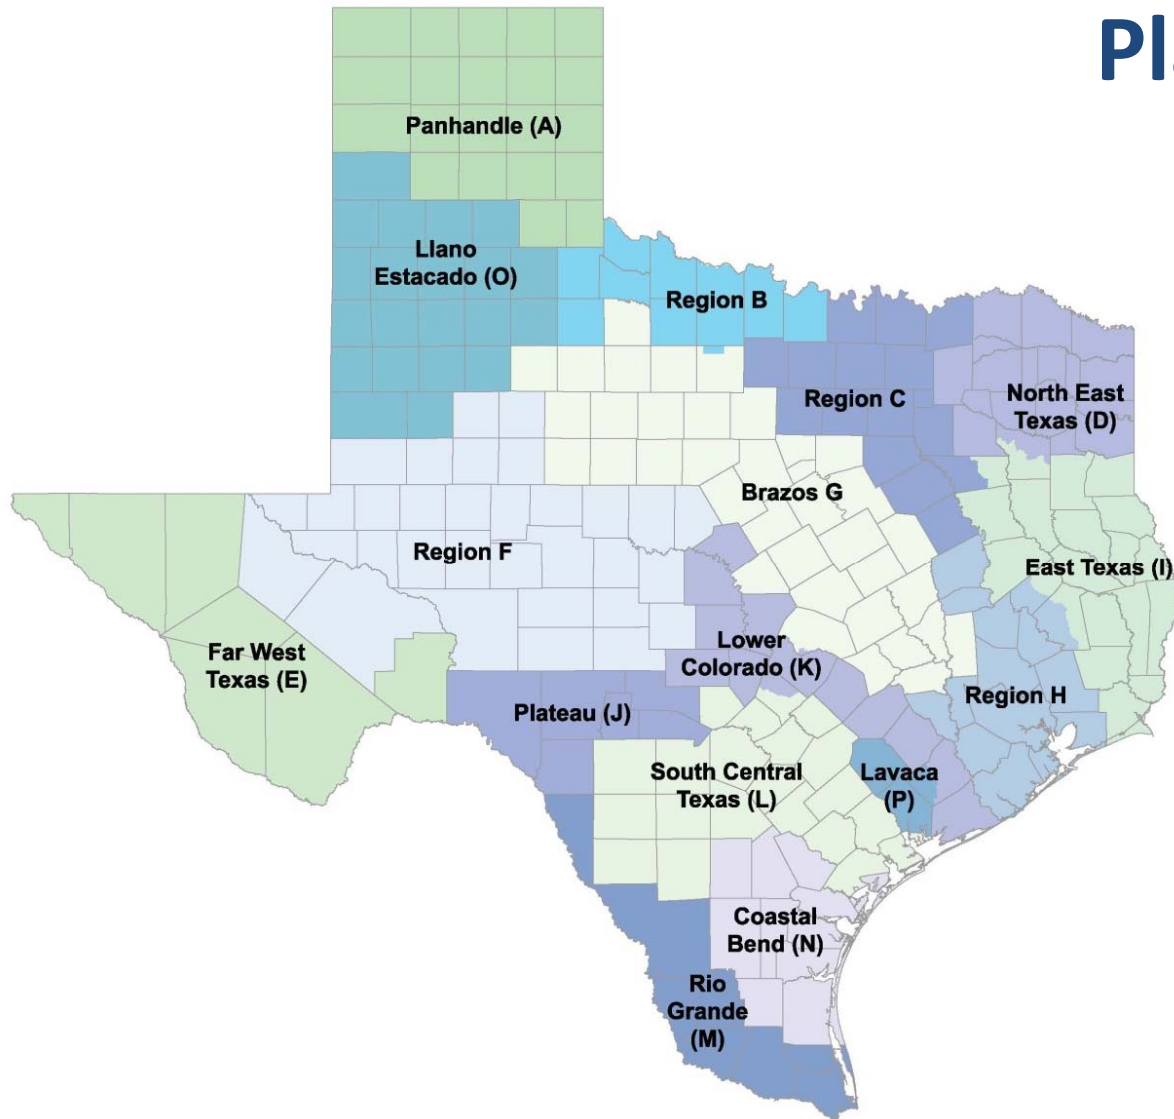 Pl
Panhandle (A)
Llano
Estacado (O)
Region B
Region C
North East
Texas (D)
Brazos G
Region F
East Texas (I)
Far West
Texas (E)
Lower
Colorado (K)
Region H
Plateau (J)
South Central
Texas (L)
Lavaca
(P)
Coastal
Bend (N)
Rio
Grande
(M)